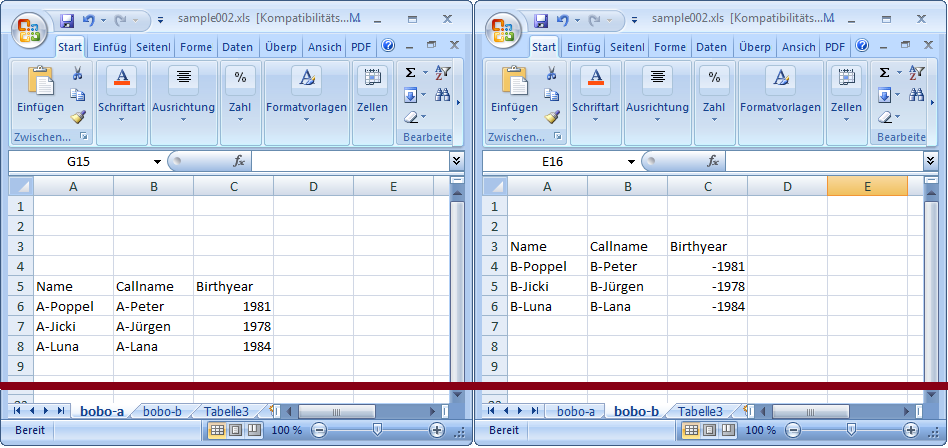 sample002.xls [Kompatibilitäts...M
Start Einfüg Seitenl Forme Daten Überp Ansich PDF
Einfügen Schriftart Ausrichtung Zahl Formatvorlagen Zellen Σ
Zwischen... Bearbeite
G15 fx
A B C D E
1
2
3
4
5 Name Callname Birthyear
6 A-Poppel A-Peter 1981
7 A-Jicki A-Jürgen 1978
8 A-Luna A-Lana 1984
9
bobo-a bobo-b Tabelle3
Bereit 100 %
sample002.xls [Kompatibilitäts...M
Start Einfüg Seitenl Forme Daten Überp Ansich PDF
Einfügen Schriftart Ausrichtung Zahl Formatvorlagen Zellen Σ
Zwischen... Bearbeite
E16 fx
A B C D E
1
2
3 Name Callname Birthyear
4 B-Poppel B-Peter -1981
5 B-Jicki B-Jürgen -1978
6 B-Luna B-Lana -1984
7
8
9
bobo-a bobo-b Tabelle3
Bereit 100 %